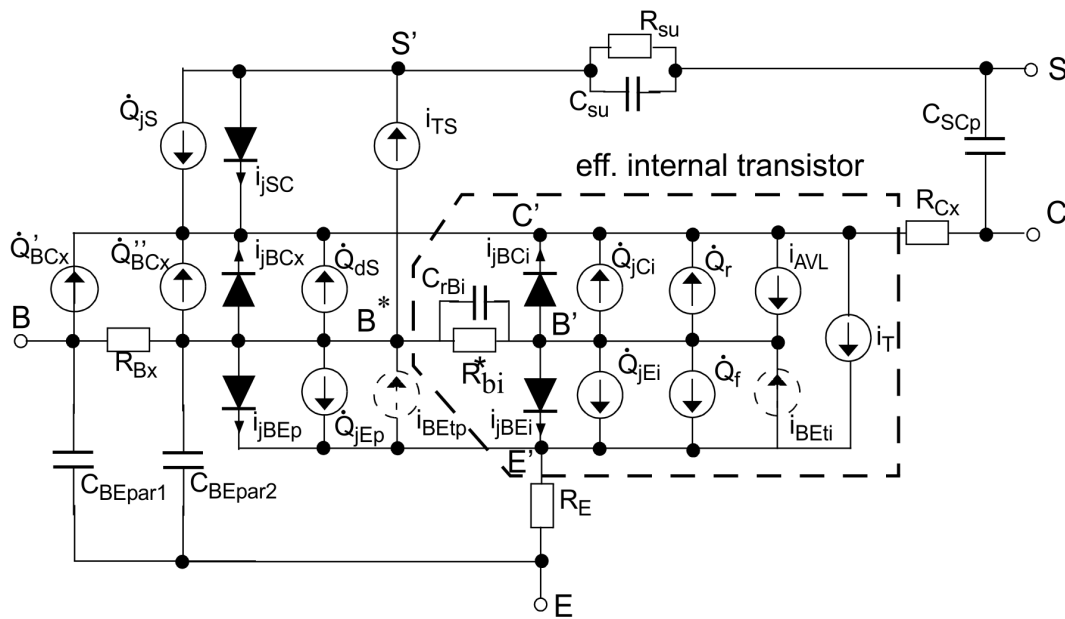 R_su
S'
S
C_su
Q̇_jS
i_TS
C_SCp
i_jSC
eff. internal transistor
R_Cx
C'
C
Q̇'_BCx
Q̇''_BCx
i_jBCx
Q̇_dS
i_jBCi
Q̇_jCi
Q̇_r
i_AVL
C_rBi
B
B*
B'
i_T
R_Bx
R*_bi
Q̇_jEi
Q̇_f
i_jBEp
Q̇_jEp
i_BEtp
i_jBEi
i_BEti
E'
C_BEpar1
C_BEpar2
R_E
E